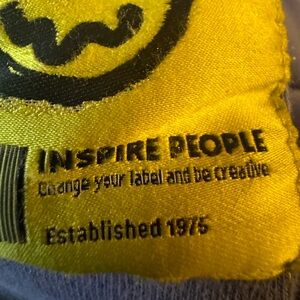 INSPIRE PEOPLE
Change your label and be creative
Established 1975